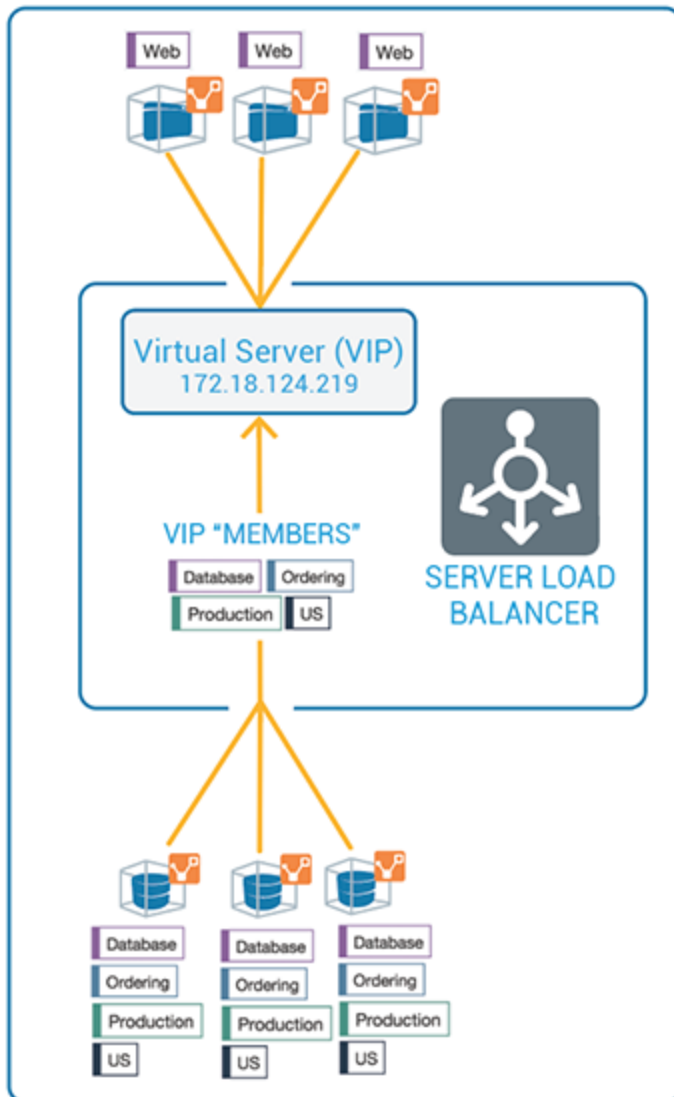 Web Web Web
Virtual Server (VIP)
172.18.124.219
VIP “MEMBERS”
Database Ordering
Production US
SERVER LOAD
BALANCER
Database Database Database
Ordering Ordering Ordering
Production Production Production
US US US